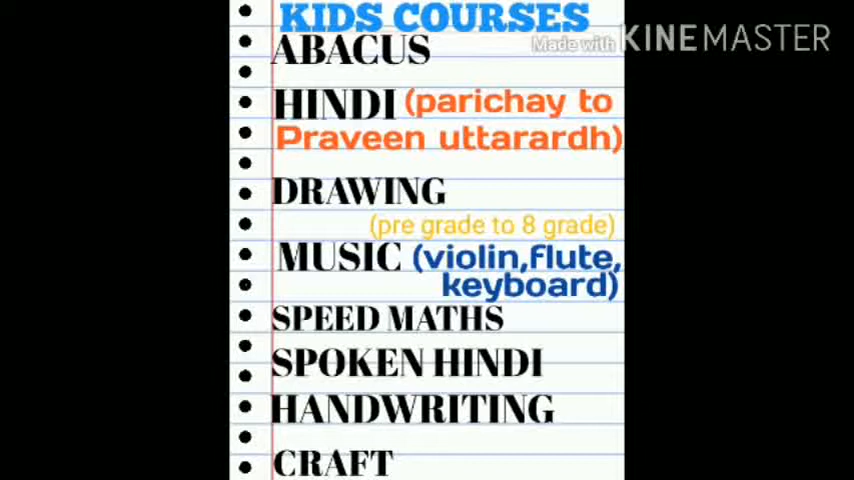 KIDS COURSES
Made with KINEMASTER
ABACUS
HINDI (parichay to
Praveen uttarardh)
DRAWING
(pre grade to 8 grade)
MUSIC (violin,flute,
keyboard)
SPEED MATHS
SPOKEN HINDI
HANDWRITING
CRAFT